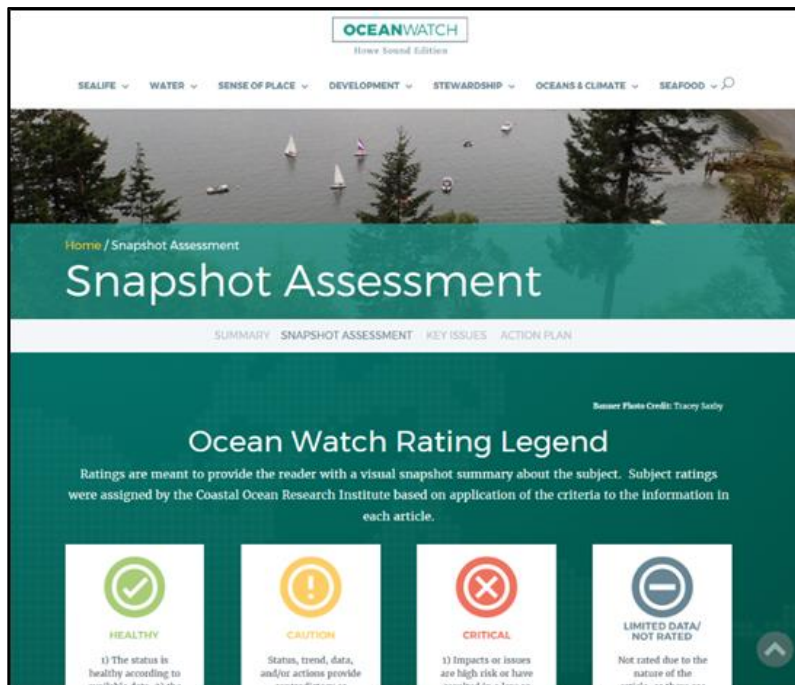 OCEANWATCH
Howe Sound Edition
SEALIFE WATER SENSE OF PLACE DEVELOPMENT STEWARDSHIP OCEANS & CLIMATE SEAFOOD
Home / Snapshot Assessment
Snapshot Assessment
SUMMARY SNAPSHOT ASSESSMENT KEY ISSUES ACTION PLAN
Banner Photo Credit: Tracey Saxby
Ocean Watch Rating Legend
Ratings are meant to provide the reader with a visual snapshot summary about the subject. Subject ratings
were assigned by the Coastal Ocean Research Institute based on application of the criteria to the information in
each article.
HEALTHY
1) The status is
healthy according to
CAUTION
Status, trend, data,
and/or actions provide
CRITICAL
1) Impacts or issues
are high risk or have
LIMITED DATA/
NOT RATED
Not rated due to the
nature of the